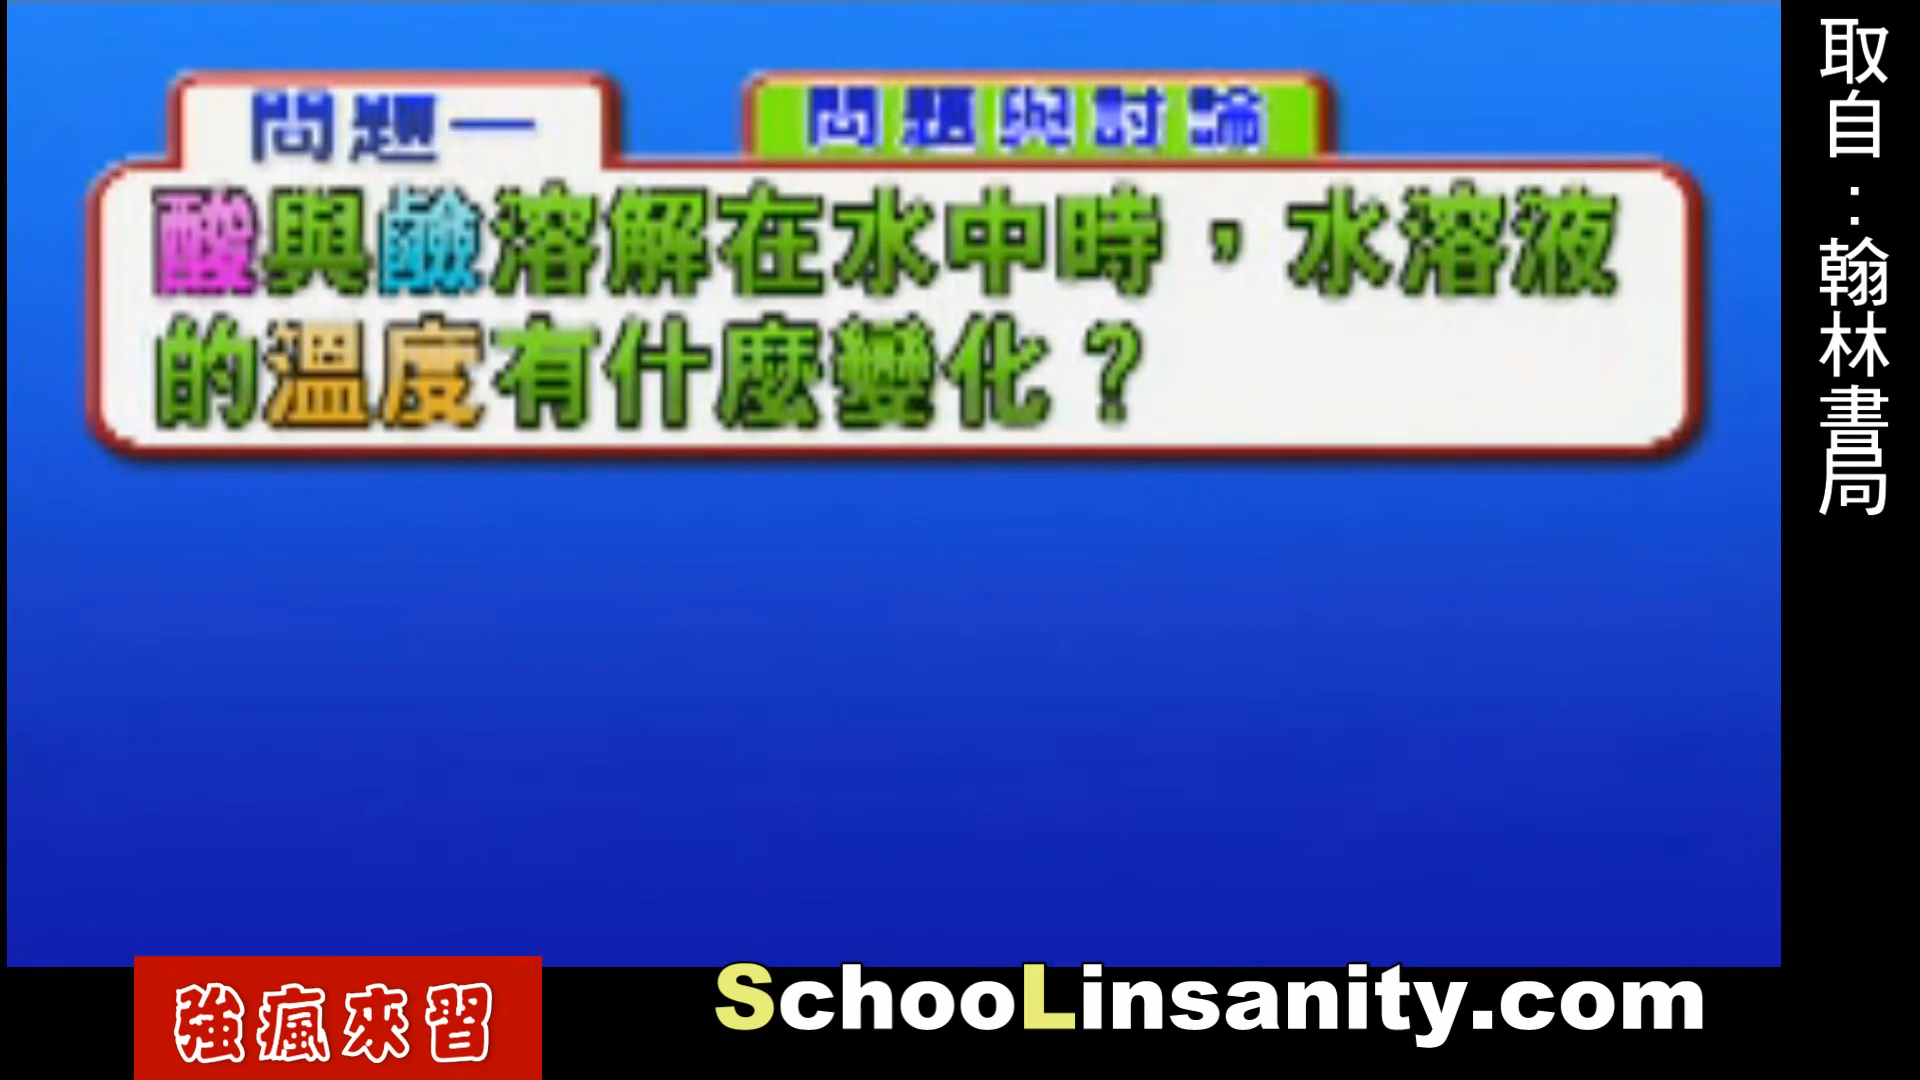 問題一
問題與討論
酸與鹼溶解在水中時，水溶液
的溫度有什麼變化？
取自：翰林書局
強瘋來習
SchooLinsanity.com